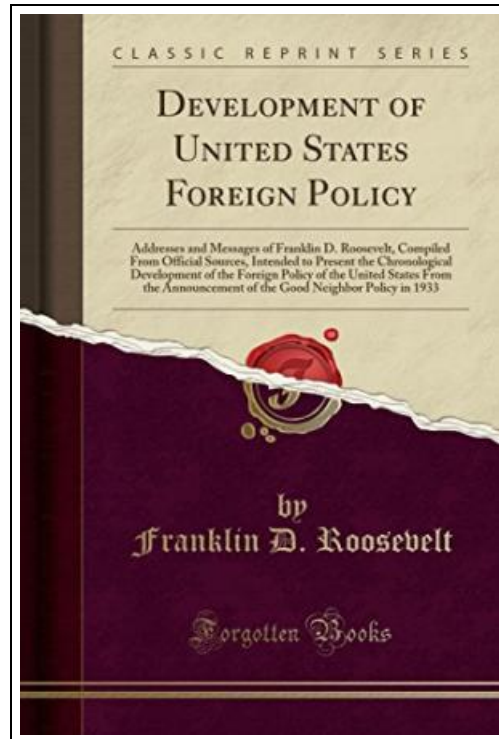 CLASSIC REPRINT SERIES
DEVELOPMENT OF
UNITED STATES
FOREIGN POLICY
Addresses and Messages of Franklin D. Roosevelt, Compiled
From Official Sources, Intended to Present the Chronological
Development of the Foreign Policy of the United States From
the Announcement of the Good Neighbor Policy in 1933
by
Franklin D. Roosevelt
Forgotten Books